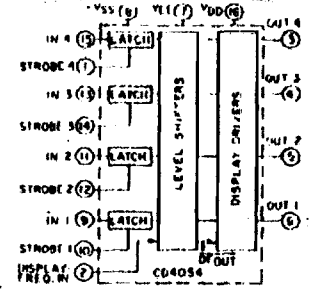 VSS (8) VEE (7) VDD (16)
IN 4 (15) LATCH OUT 4 (3)
STROBE 4 (1)
IN 3 (13) LATCH OUT 3 (4)
STROBE 3 (14)
IN 2 (11) LATCH OUT 2 (5)
STROBE 2 (12)
IN 1 (9) LATCH OUT 1 (6)
STROBE 1 (10)
LEVEL SHIFTERS
DISPLAY DRIVERS
DISPLAY FREQ. IN (2)
DFOUT
CD4054